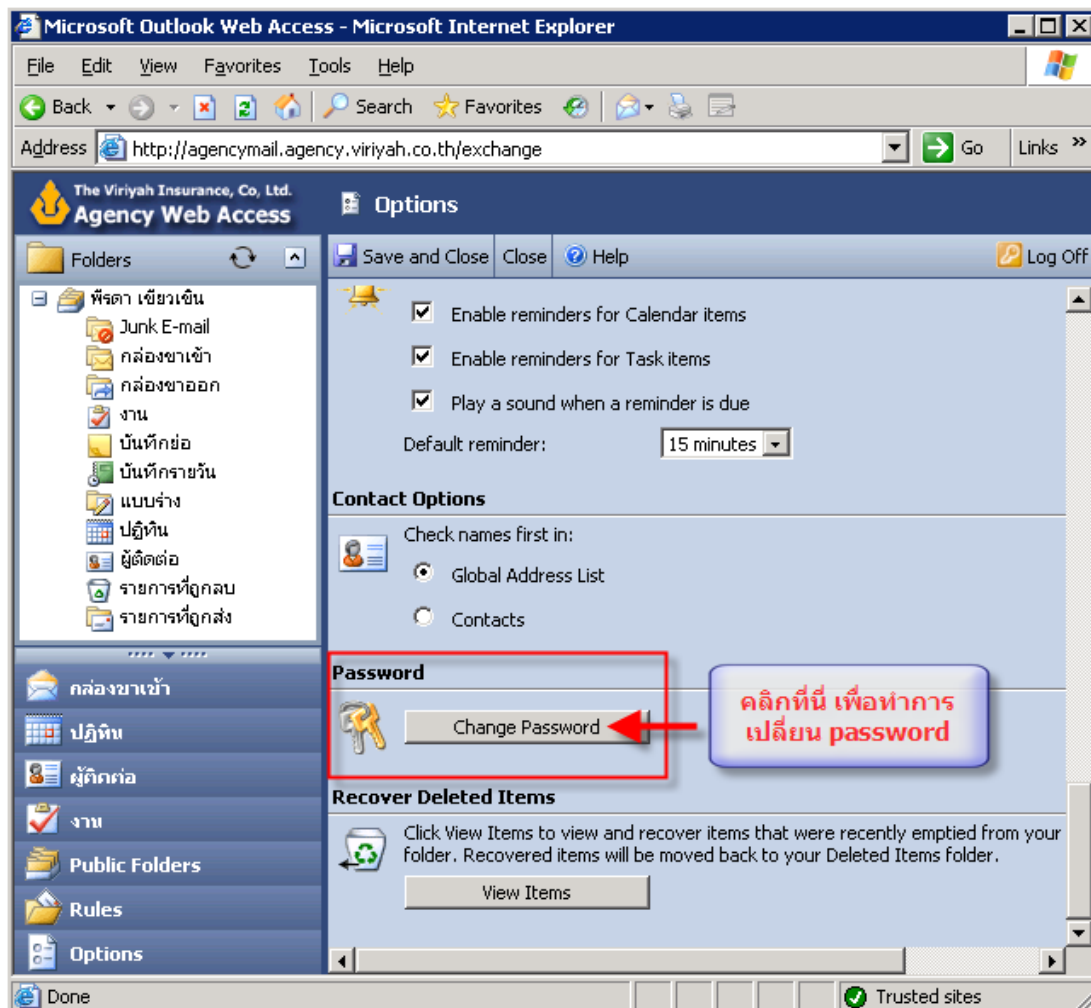 Microsoft Outlook Web Access - Microsoft Internet Explorer
File Edit View Favorites Tools Help
Back Search Favorites
Address http://agencymail.agency.viriyah.co.th/exchange Go Links »
The Viriyah Insurance, Co, Ltd.
Agency Web Access
Options
Folders
Save and Close Close Help Log Off
พีรดา เขียวเขิน
Junk E-mail
กล่องขาเข้า
กล่องขาออก
งาน
บันทึกย่อ
บันทึกรายวัน
แบบร่าง
ปฏิทิน
ผู้ติดต่อ
รายการที่ถูกลบ
รายการที่ถูกส่ง
กล่องขาเข้า
ปฏิทิน
ผู้ติดต่อ
งาน
Public Folders
Rules
Options
Enable reminders for Calendar items
Enable reminders for Task items
Play a sound when a reminder is due
Default reminder: 15 minutes
Contact Options
Check names first in:
Global Address List
Contacts
Password
Change Password
คลิกที่นี่ เพื่อทำการ
เปลี่ยน password
Recover Deleted Items
Click View Items to view and recover items that were recently emptied from your
folder. Recovered items will be moved back to your Deleted Items folder.
View Items
Done Trusted sites